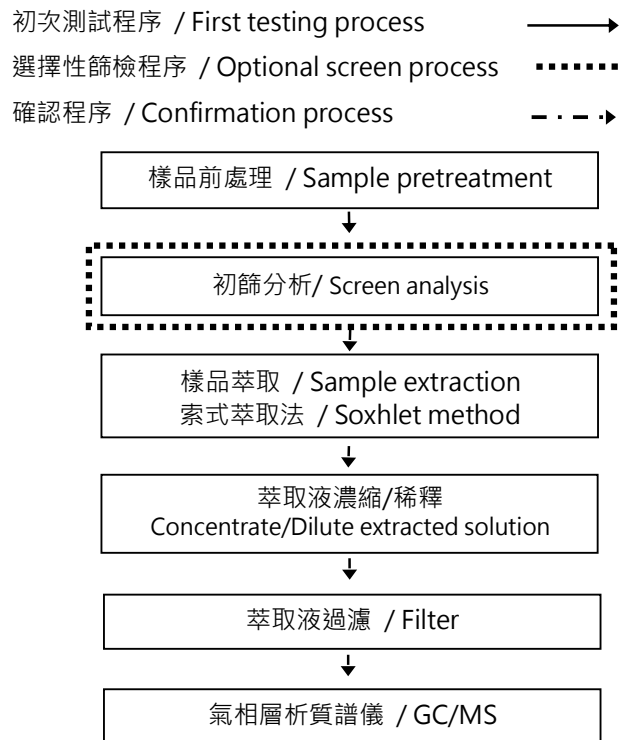 初次測試程序 / First testing process
選擇性篩檢程序 / Optional screen process
確認程序 / Confirmation process
樣品前處理 / Sample pretreatment
初篩分析/ Screen analysis
樣品萃取 / Sample extraction
索式萃取法 / Soxhlet method
萃取液濃縮/稀釋
Concentrate/Dilute extracted solution
萃取液過濾 / Filter
氣相層析質譜儀 / GC/MS